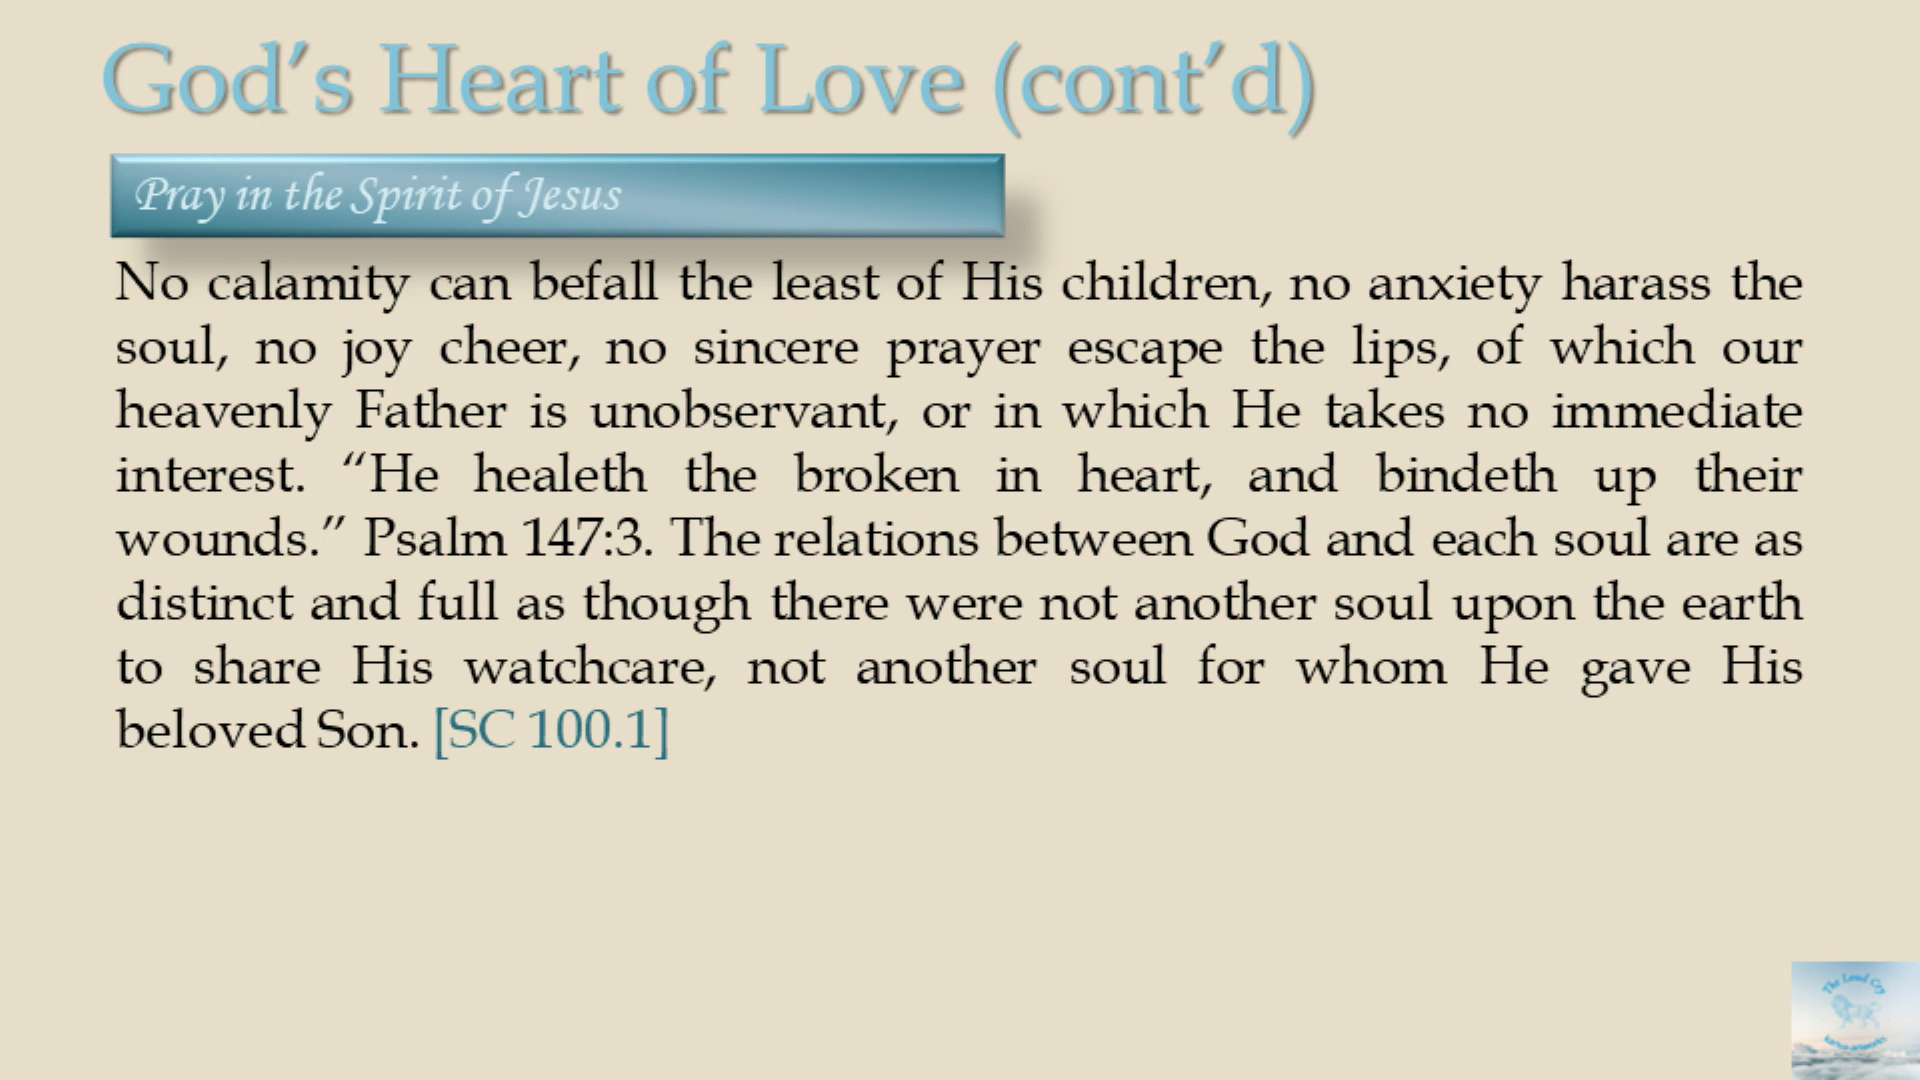 God’s Heart of Love (cont’d)
Pray in the Spirit of Jesus
No calamity can befall the least of His children, no anxiety harass the
soul, no joy cheer, no sincere prayer escape the lips, of which our
heavenly Father is unobservant, or in which He takes no immediate
interest. “He healeth the broken in heart, and bindeth up their
wounds.” Psalm 147:3. The relations between God and each soul are as
distinct and full as though there were not another soul upon the earth
to share His watchcare, not another soul for whom He gave His
beloved Son. [SC 100.1]
The Loud Cry